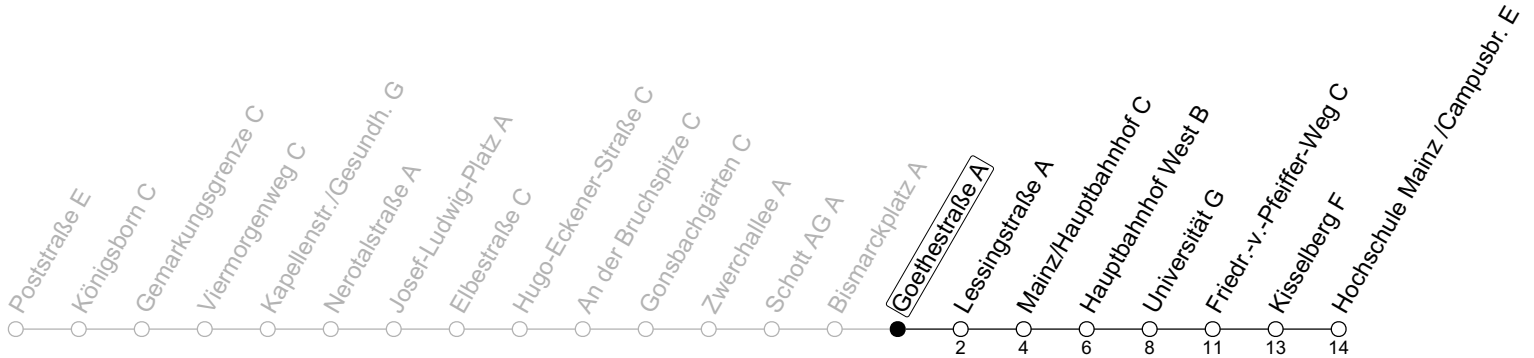 Poststraße E
Königsborn C
Gemarkungsgrenze C
Viermorgenweg C
Kapellenstr./Gesundh. G
Nerotalstraße A
Josef-Ludwig-Platz A
Elbestraße C
Hugo-Eckener-Straße C
An der Bruchspitze C
Gonsbachgärten C
Zwerchallee A
Schott AG A
Bismarckplatz A
Goethestraße A
Lessingstraße A
Mainz/Hauptbahnhof C
Hauptbahnhof West B
Universität G
Friedr.-v.-Pfeiffer-Weg C
Kisselberg F
Hochschule Mainz /Campusbr. E
2 4 6 8 11 13 14